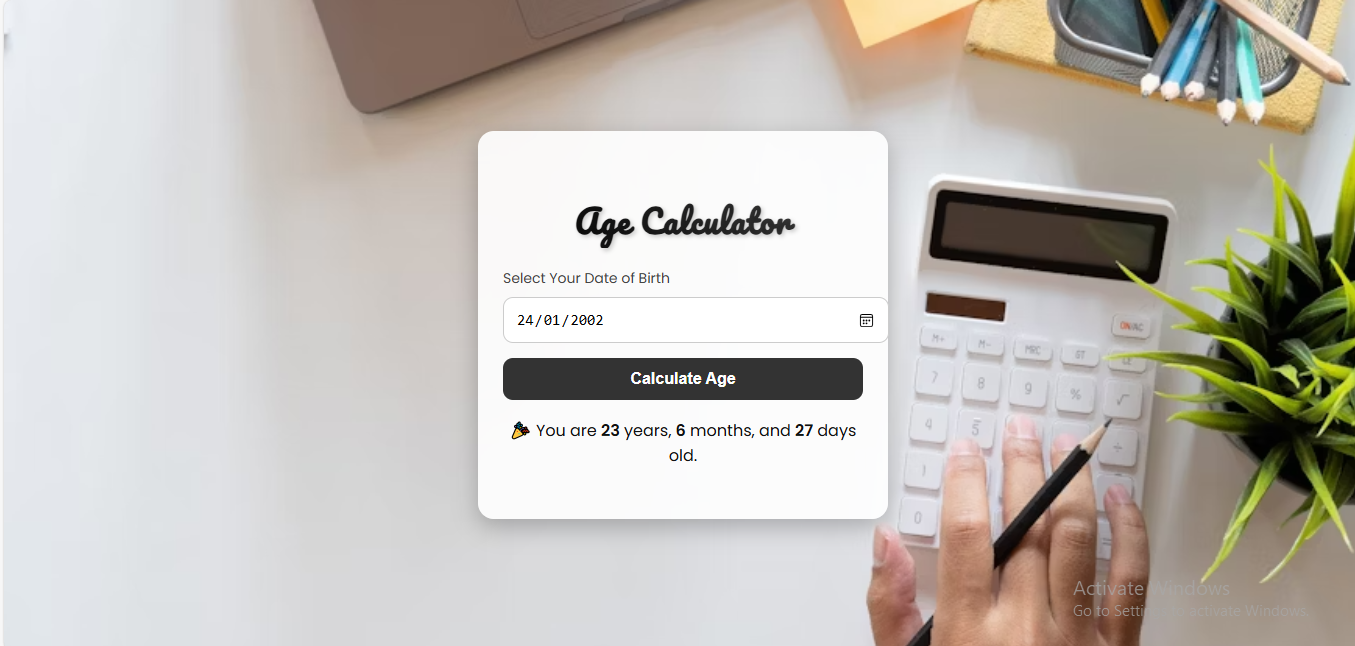 Age Calculator
Select Your Date of Birth
24/01/2002
Calculate Age
🎉 You are 23 years, 6 months, and 27 days
old.
ON/AC
M+ M- MRC GT CE
7 8 9 % √
4 5 ÷
1
0 =
Activate Windows
Go to Settings to activate Windows.